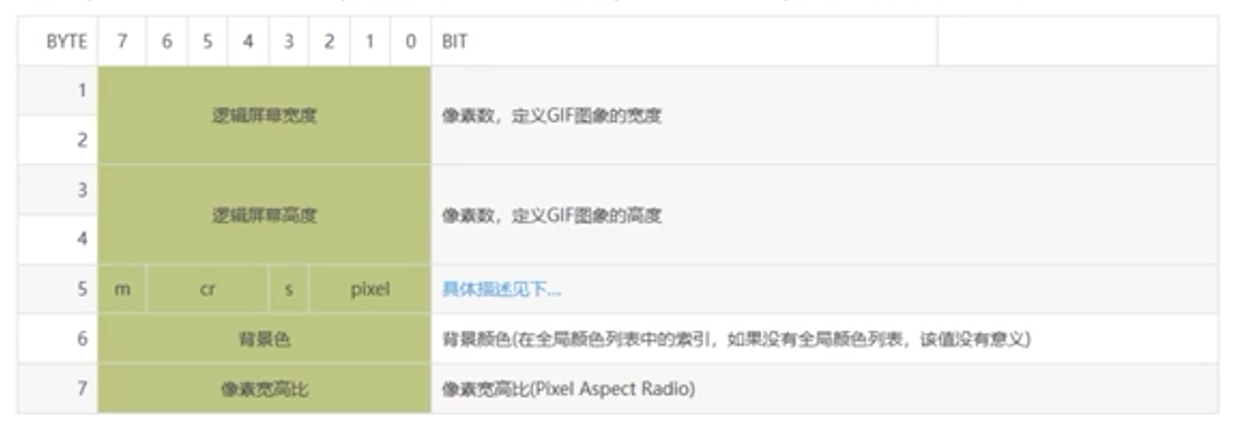 BYTE 7 6 5 4 3 2 1 0 BIT
1
逻辑屏幕宽度 像素数，定义GIF图象的宽度
2
3
逻辑屏幕高度 像素数，定义GIF图象的高度
4
5 m cr s pixel 具体描述见下...
6 背景色 背景颜色(在全局颜色列表中的索引，如果没有全局颜色列表，该值没有意义)
7 像素宽高比 像素宽高比(Pixel Aspect Radio)